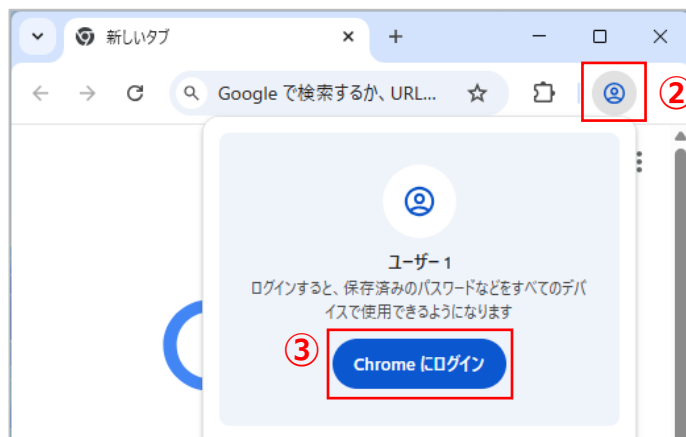 新しいタブ
Google で検索するか、URL...
②
ユーザー 1
ログインすると、保存済みのパスワードなどをすべてのデバ
イスで使用できるようになります
③
Chrome にログイン